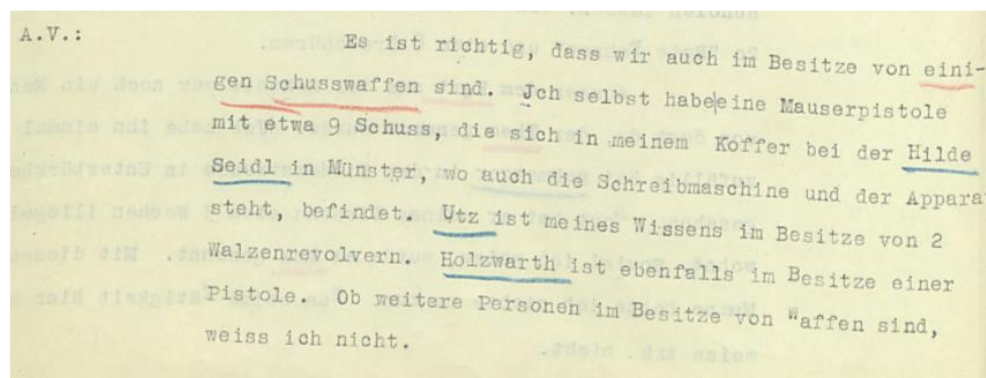 A.V.: Es ist richtig, dass wir auch im Besitze von eini-
gen Schusswaffen sind. Jch selbst habe eine Mauserpistole
mit etwa 9 Schuss, die sich in meinem Koffer bei der Hilde
Seidl in Münster, wo auch die Schreibmaschine und der Appara
steht, befindet. Utz ist meines Wissens im Besitze von 2
Walzenrevolvern. Holzwarth ist ebenfalls im Besitze einer
Pistole. Ob weitere Personen im Besitze von "affen sind,
weiss ich nicht.